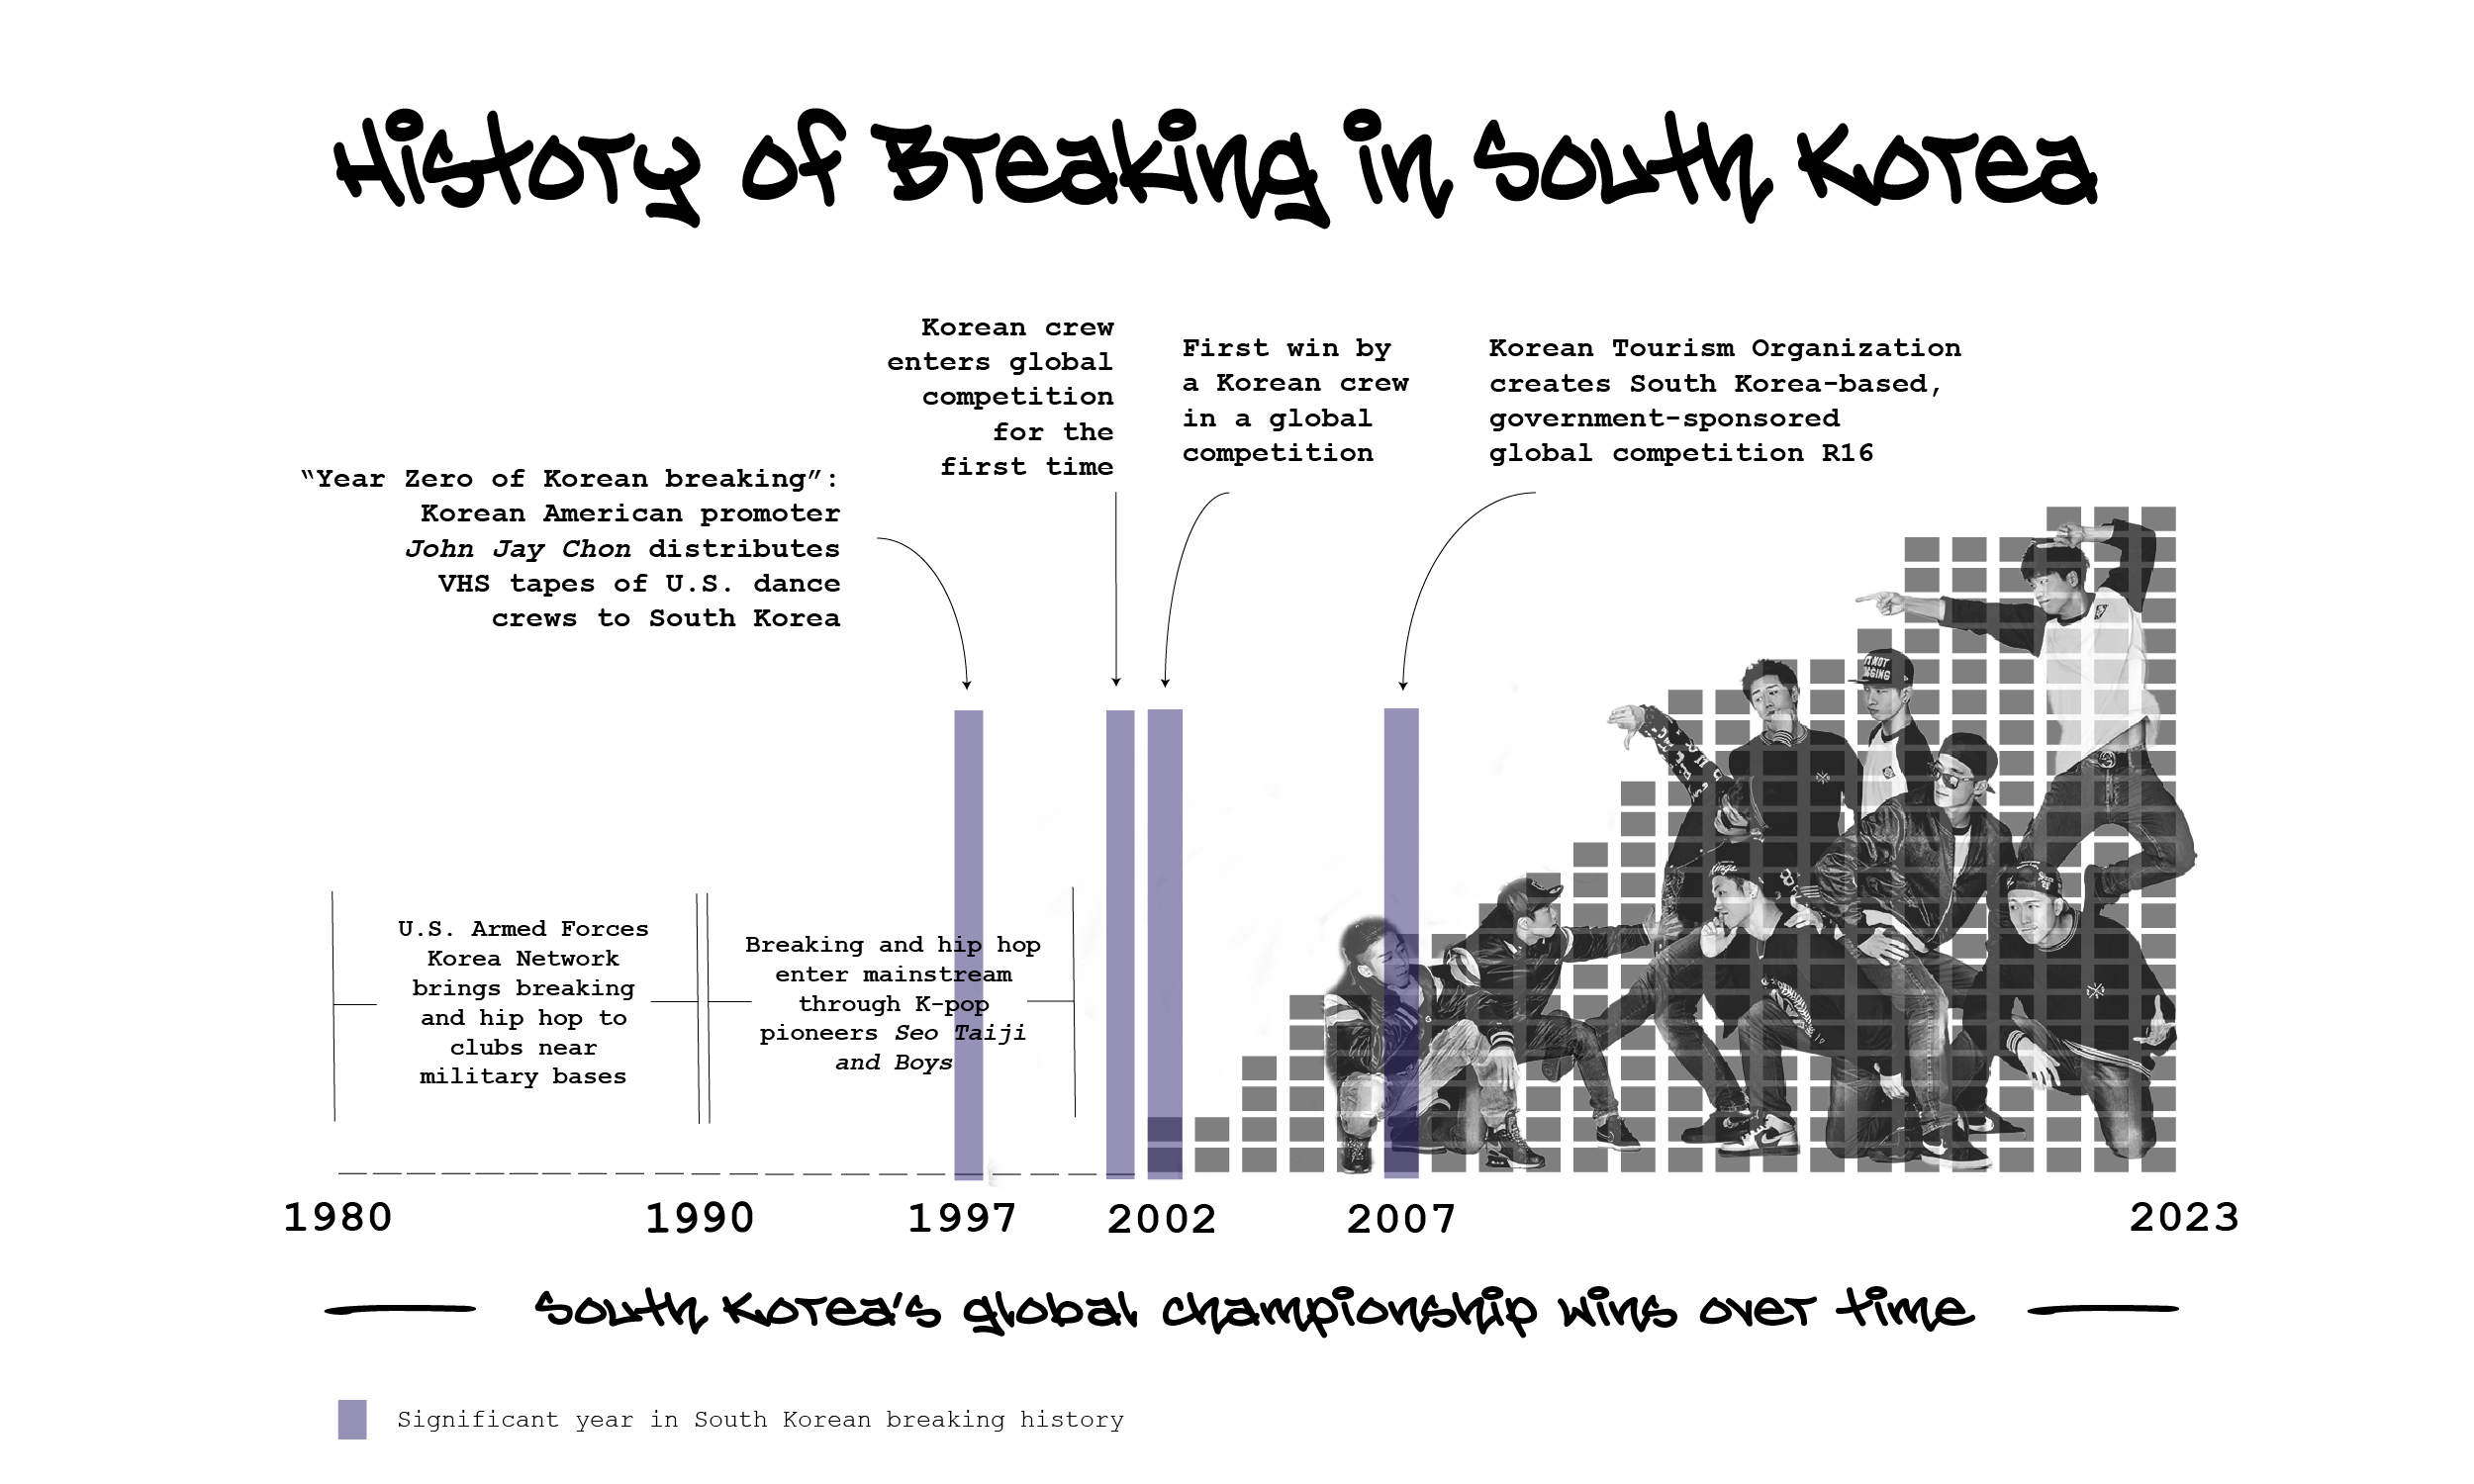 History of Breaking in South Korea
“Year Zero of Korean breaking”:
Korean American promoter
John Jay Chon distributes
VHS tapes of U.S. dance
crews to South Korea
Korean crew
enters global
competition
for the
first time
First win by
a Korean crew
in a global
competition
Korean Tourism Organization
creates South Korea-based,
government-sponsored
global competition R16
U.S. Armed Forces
Korea Network
brings breaking
and hip hop to
clubs near
military bases
Breaking and hip hop
enter mainstream
through K-pop
pioneers Seo Taiji
and Boys
1980
1990
1997
2002
2007
2023
South Korea's global championship wins over time
Significant year in South Korean breaking history